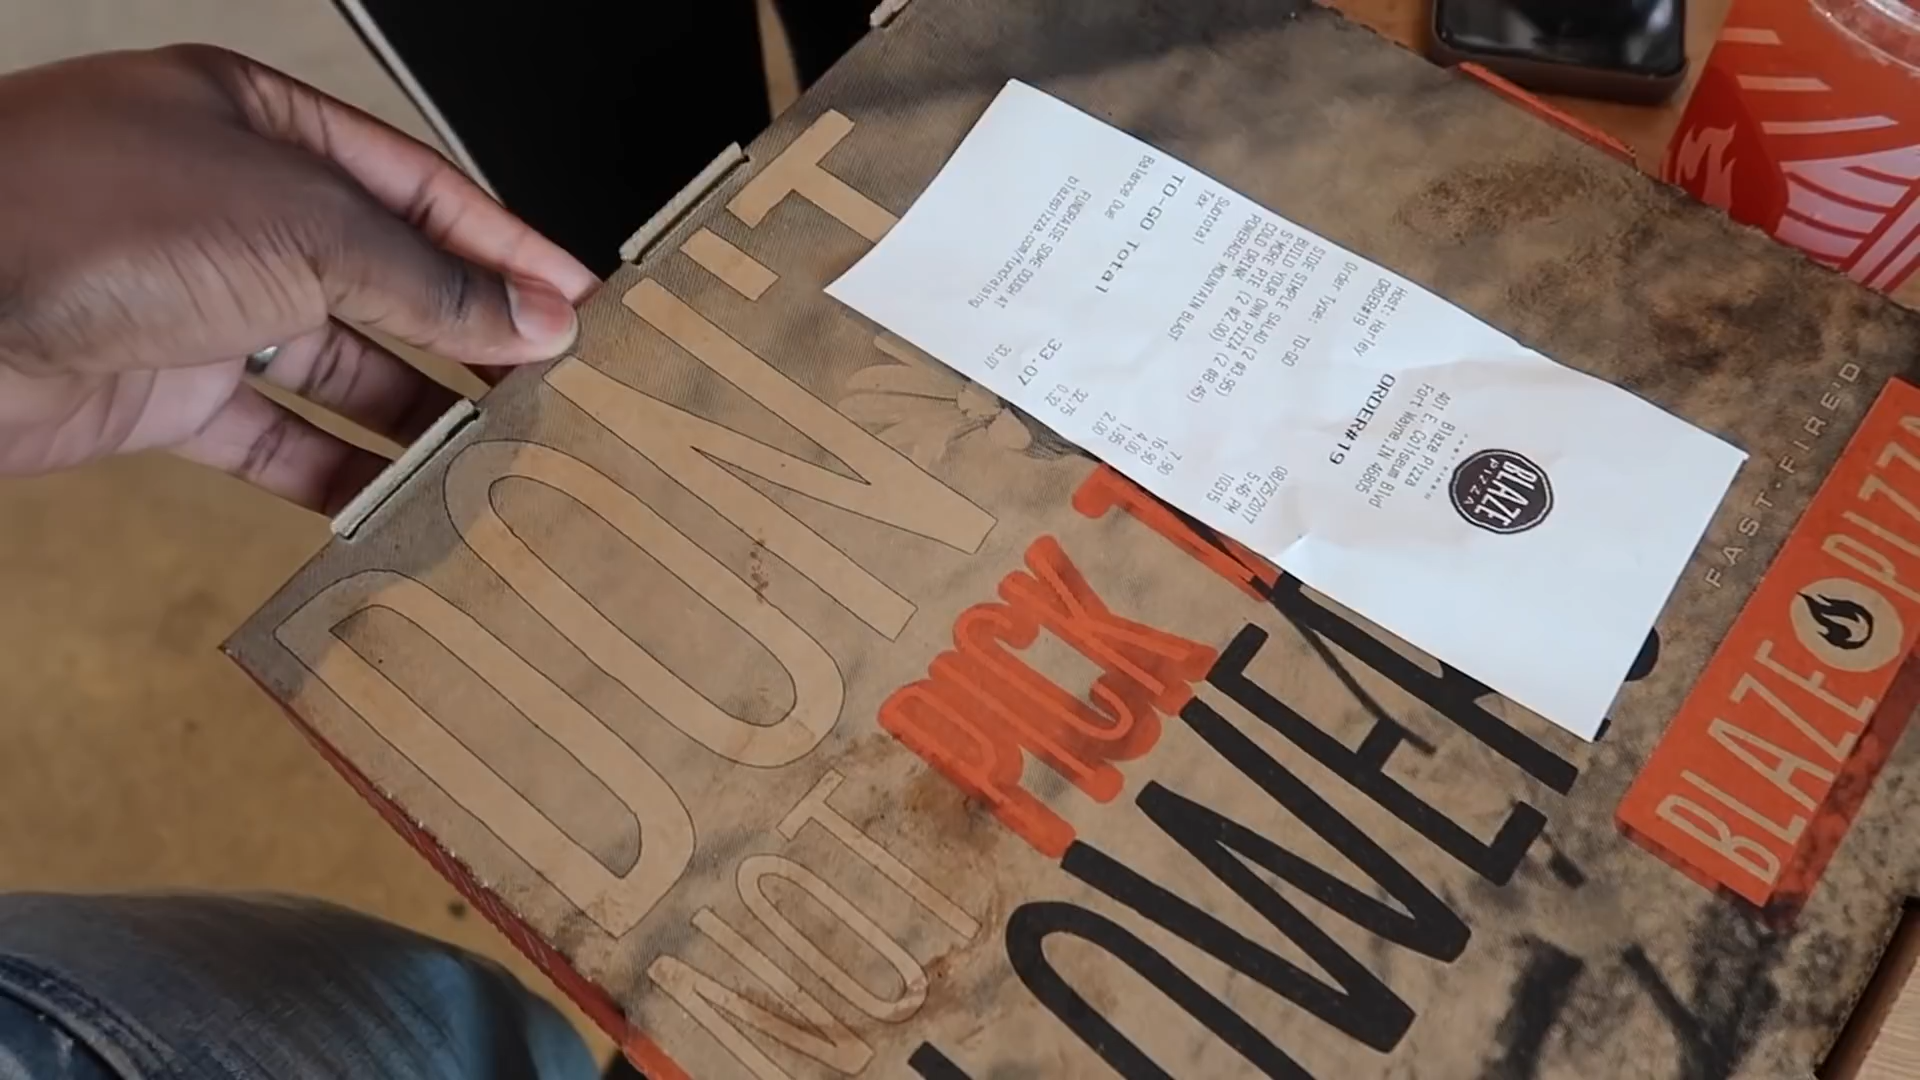 BLAZE
PIZZA
Blaze Pizza
401 E. Coliseum Blvd
Fort Wayne, IN 46805
ORDER#19
Host: Harley
ORDER#19
08/25/2017
5:45 PM
10315
Order Type: TO-GO
SIDE SIMPLE SALAD (2 @3.95) 7.90
BUILD YOUR OWN PIZZA (2 @8.45) 16.90
S'MORE PIE (2 @2.00) 4.00
COLD DRINK 1.95
POWERADE MOUNTAIN BLAST 2.00
Subtotal 32.75
Tax 0.32
TO-GO Total 33.07
Balance Due 33.07
FUNDRAISE SOME DOUGH AT
blazepizza.com/fundraising
DON'T
PICK
NOT
FAST-FIRE'D
BLAZE PIZZA